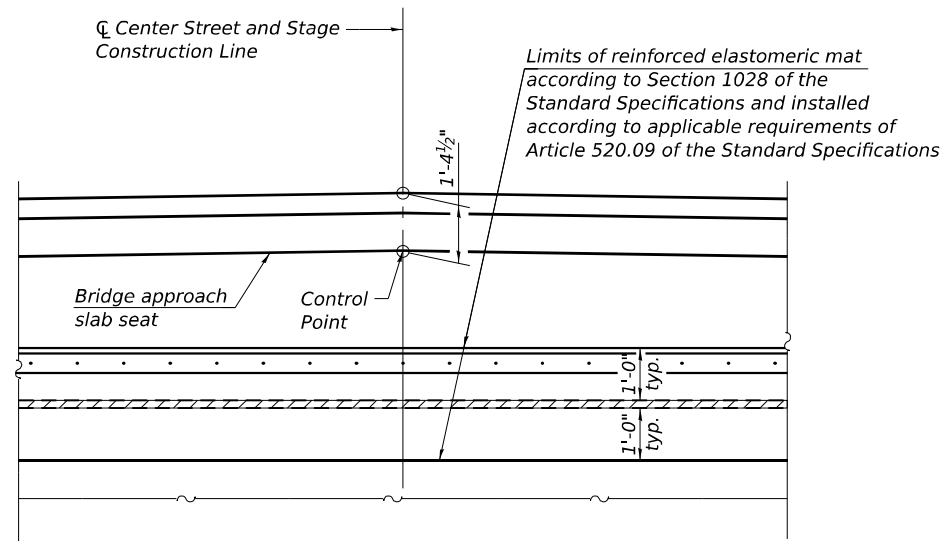 ℄ Center Street and Stage
Construction Line
Limits of reinforced elastomeric mat
according to Section 1028 of the
Standard Specifications and installed
according to applicable requirements of
Article 520.09 of the Standard Specifications
1'-4½"
Bridge approach
slab seat
Control
Point
1'-0"
typ.
1'-0"
typ.